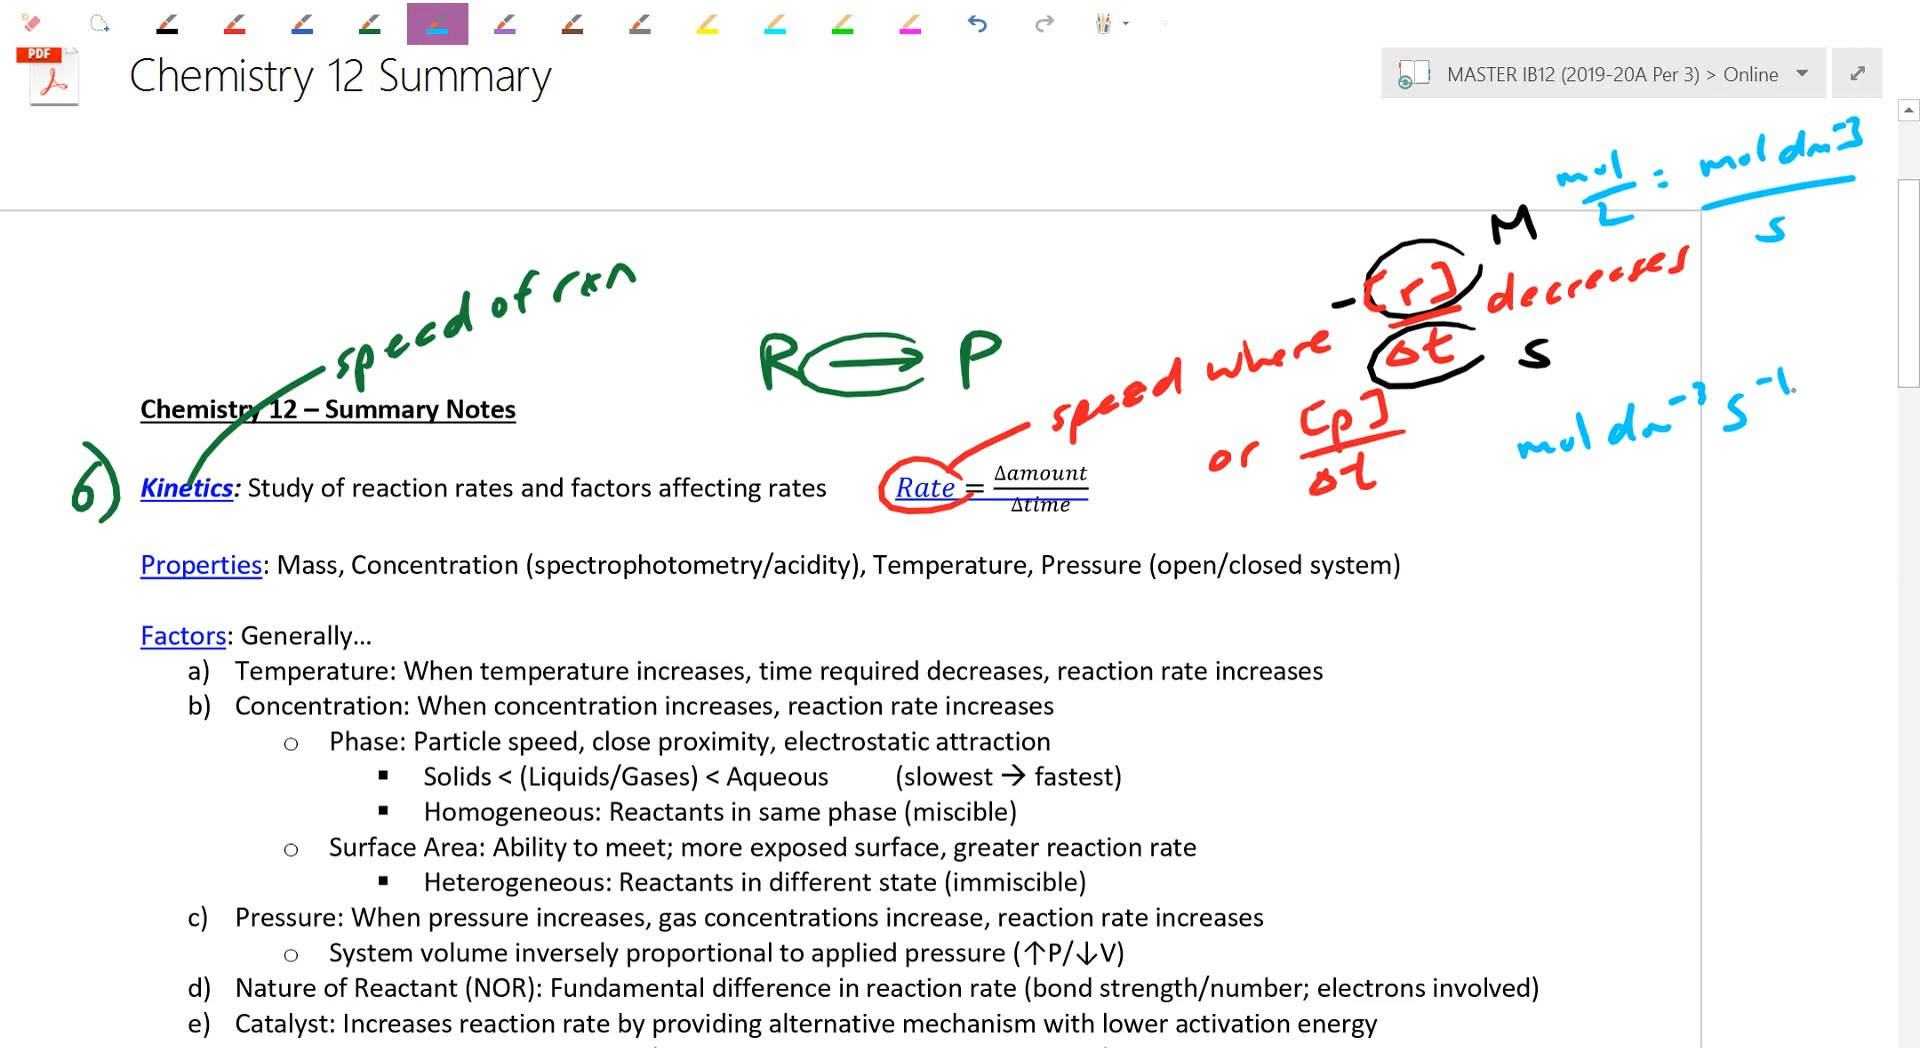 PDF
Chemistry 12 Summary
MASTER IB12 (2019-20A Per 3) > Online
mol/L = mol dm⁻³/s
M
speed of rxn
R → P
speed where -[r]/Δt decreases
s
or [p]/Δt
mol dm⁻³ s⁻¹
Chemistry 12 – Summary Notes
6) Kinetics: Study of reaction rates and factors affecting rates Rate = Δamount/Δtime
Properties: Mass, Concentration (spectrophotometry/acidity), Temperature, Pressure (open/closed system)
Factors: Generally...
a) Temperature: When temperature increases, time required decreases, reaction rate increases
b) Concentration: When concentration increases, reaction rate increases
o Phase: Particle speed, close proximity, electrostatic attraction
▪ Solids < (Liquids/Gases) < Aqueous (slowest → fastest)
▪ Homogeneous: Reactants in same phase (miscible)
o Surface Area: Ability to meet; more exposed surface, greater reaction rate
▪ Heterogeneous: Reactants in different state (immiscible)
c) Pressure: When pressure increases, gas concentrations increase, reaction rate increases
o System volume inversely proportional to applied pressure (↑P/↓V)
d) Nature of Reactant (NOR): Fundamental difference in reaction rate (bond strength/number; electrons involved)
e) Catalyst: Increases reaction rate by providing alternative mechanism with lower activation energy